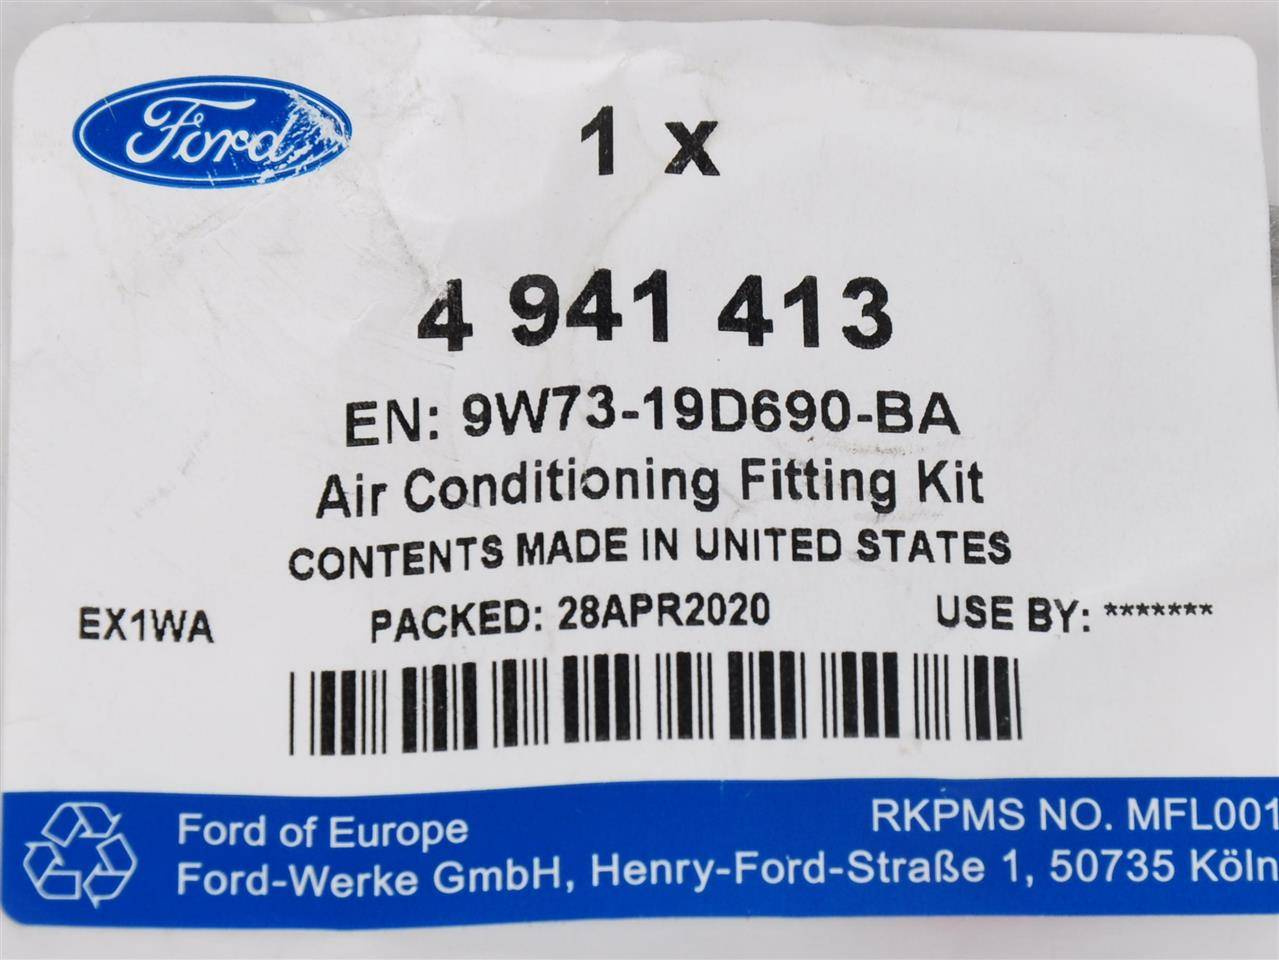 Ford
1 x
4 941 413
EN: 9W73-19D690-BA
Air Conditioning Fitting Kit
CONTENTS MADE IN UNITED STATES
EX1WA PACKED: 28APR2020 USE BY: *******
Ford of Europe RKPMS NO. MFL001
Ford-Werke GmbH, Henry-Ford-Straße 1, 50735 Köln